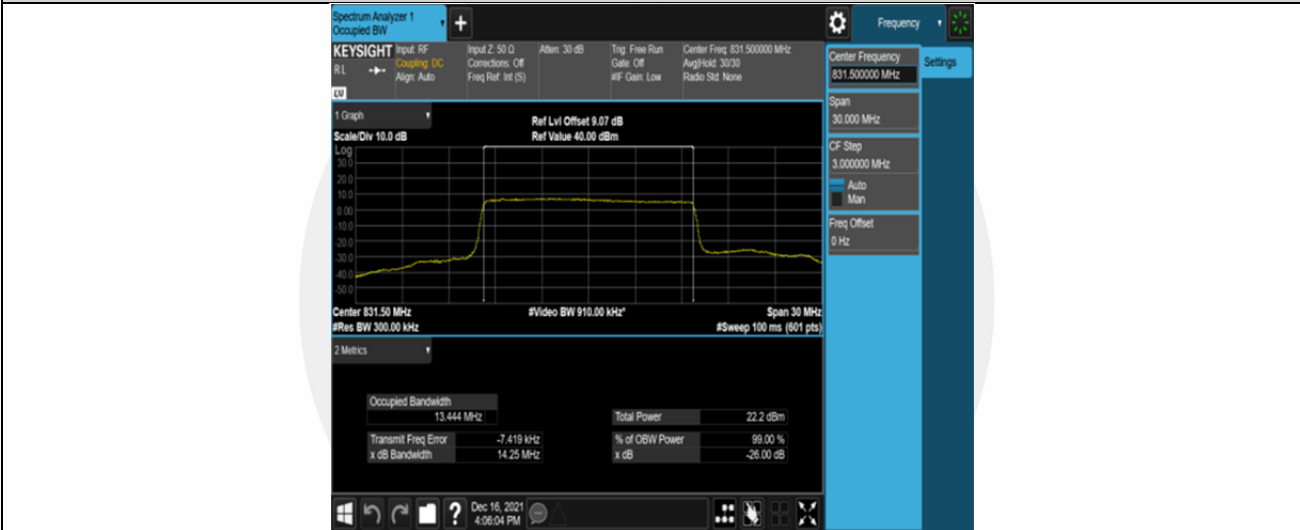 Spectrum Analyzer 1
Occupied BW
+
Frequency
KEYSIGHT
R L
LXI
Input: RF
Coupling: DC
Align: Auto
Input Z: 50 Ω
Corrections: Off
Freq Ref: Int (S)
Atten: 30 dB
Trig: Free Run
Gate: Off
#IF Gain: Low
Center Freq: 831.500000 MHz
Avg|Hold: 30/30
Radio Std: None
Center Frequency
831.500000 MHz
Settings
Span
30.000 MHz
CF Step
3.000000 MHz
Auto
Man
Freq Offset
0 Hz
1 Graph
Scale/Div 10.0 dB
Ref Lvl Offset 9.07 dB
Ref Value 40.00 dBm
Log
30.0
20.0
10.0
0.00
-10.0
-20.0
-30.0
-40.0
-50.0
Center 831.50 MHz
#Res BW 300.00 kHz
#Video BW 910.00 kHz*
Span 30 MHz
#Sweep 100 ms (601 pts)
2 Metrics
Occupied Bandwidth
13.444 MHz
Transmit Freq Error -7.419 kHz
x dB Bandwidth 14.25 MHz
Total Power 22.2 dBm
% of OBW Power 99.00 %
x dB -26.00 dB
?
Dec 16, 2021
4:06:04 PM